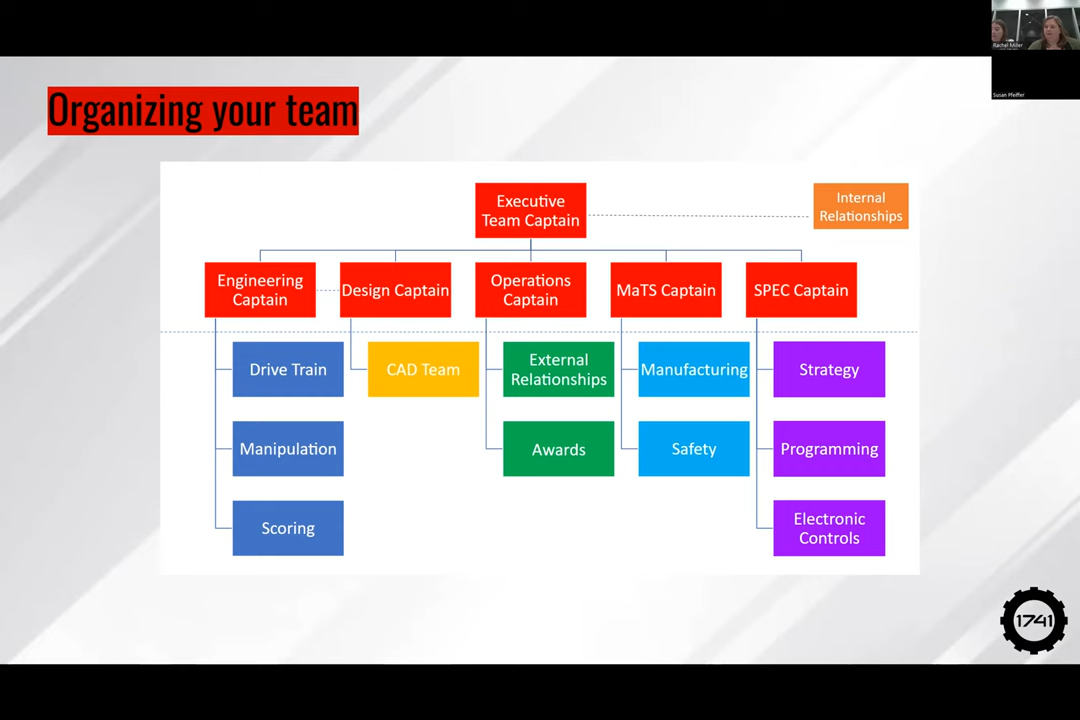 Rachel Miller
Susan Pfeiffer
Organizing your team
Executive
Team Captain
Internal
Relationships
Engineering
Captain
Design Captain
Operations
Captain
MaTS Captain
SPEC Captain
Drive Train
CAD Team
External
Relationships
Manufacturing
Strategy
Manipulation
Awards
Safety
Programming
Scoring
Electronic
Controls
1741